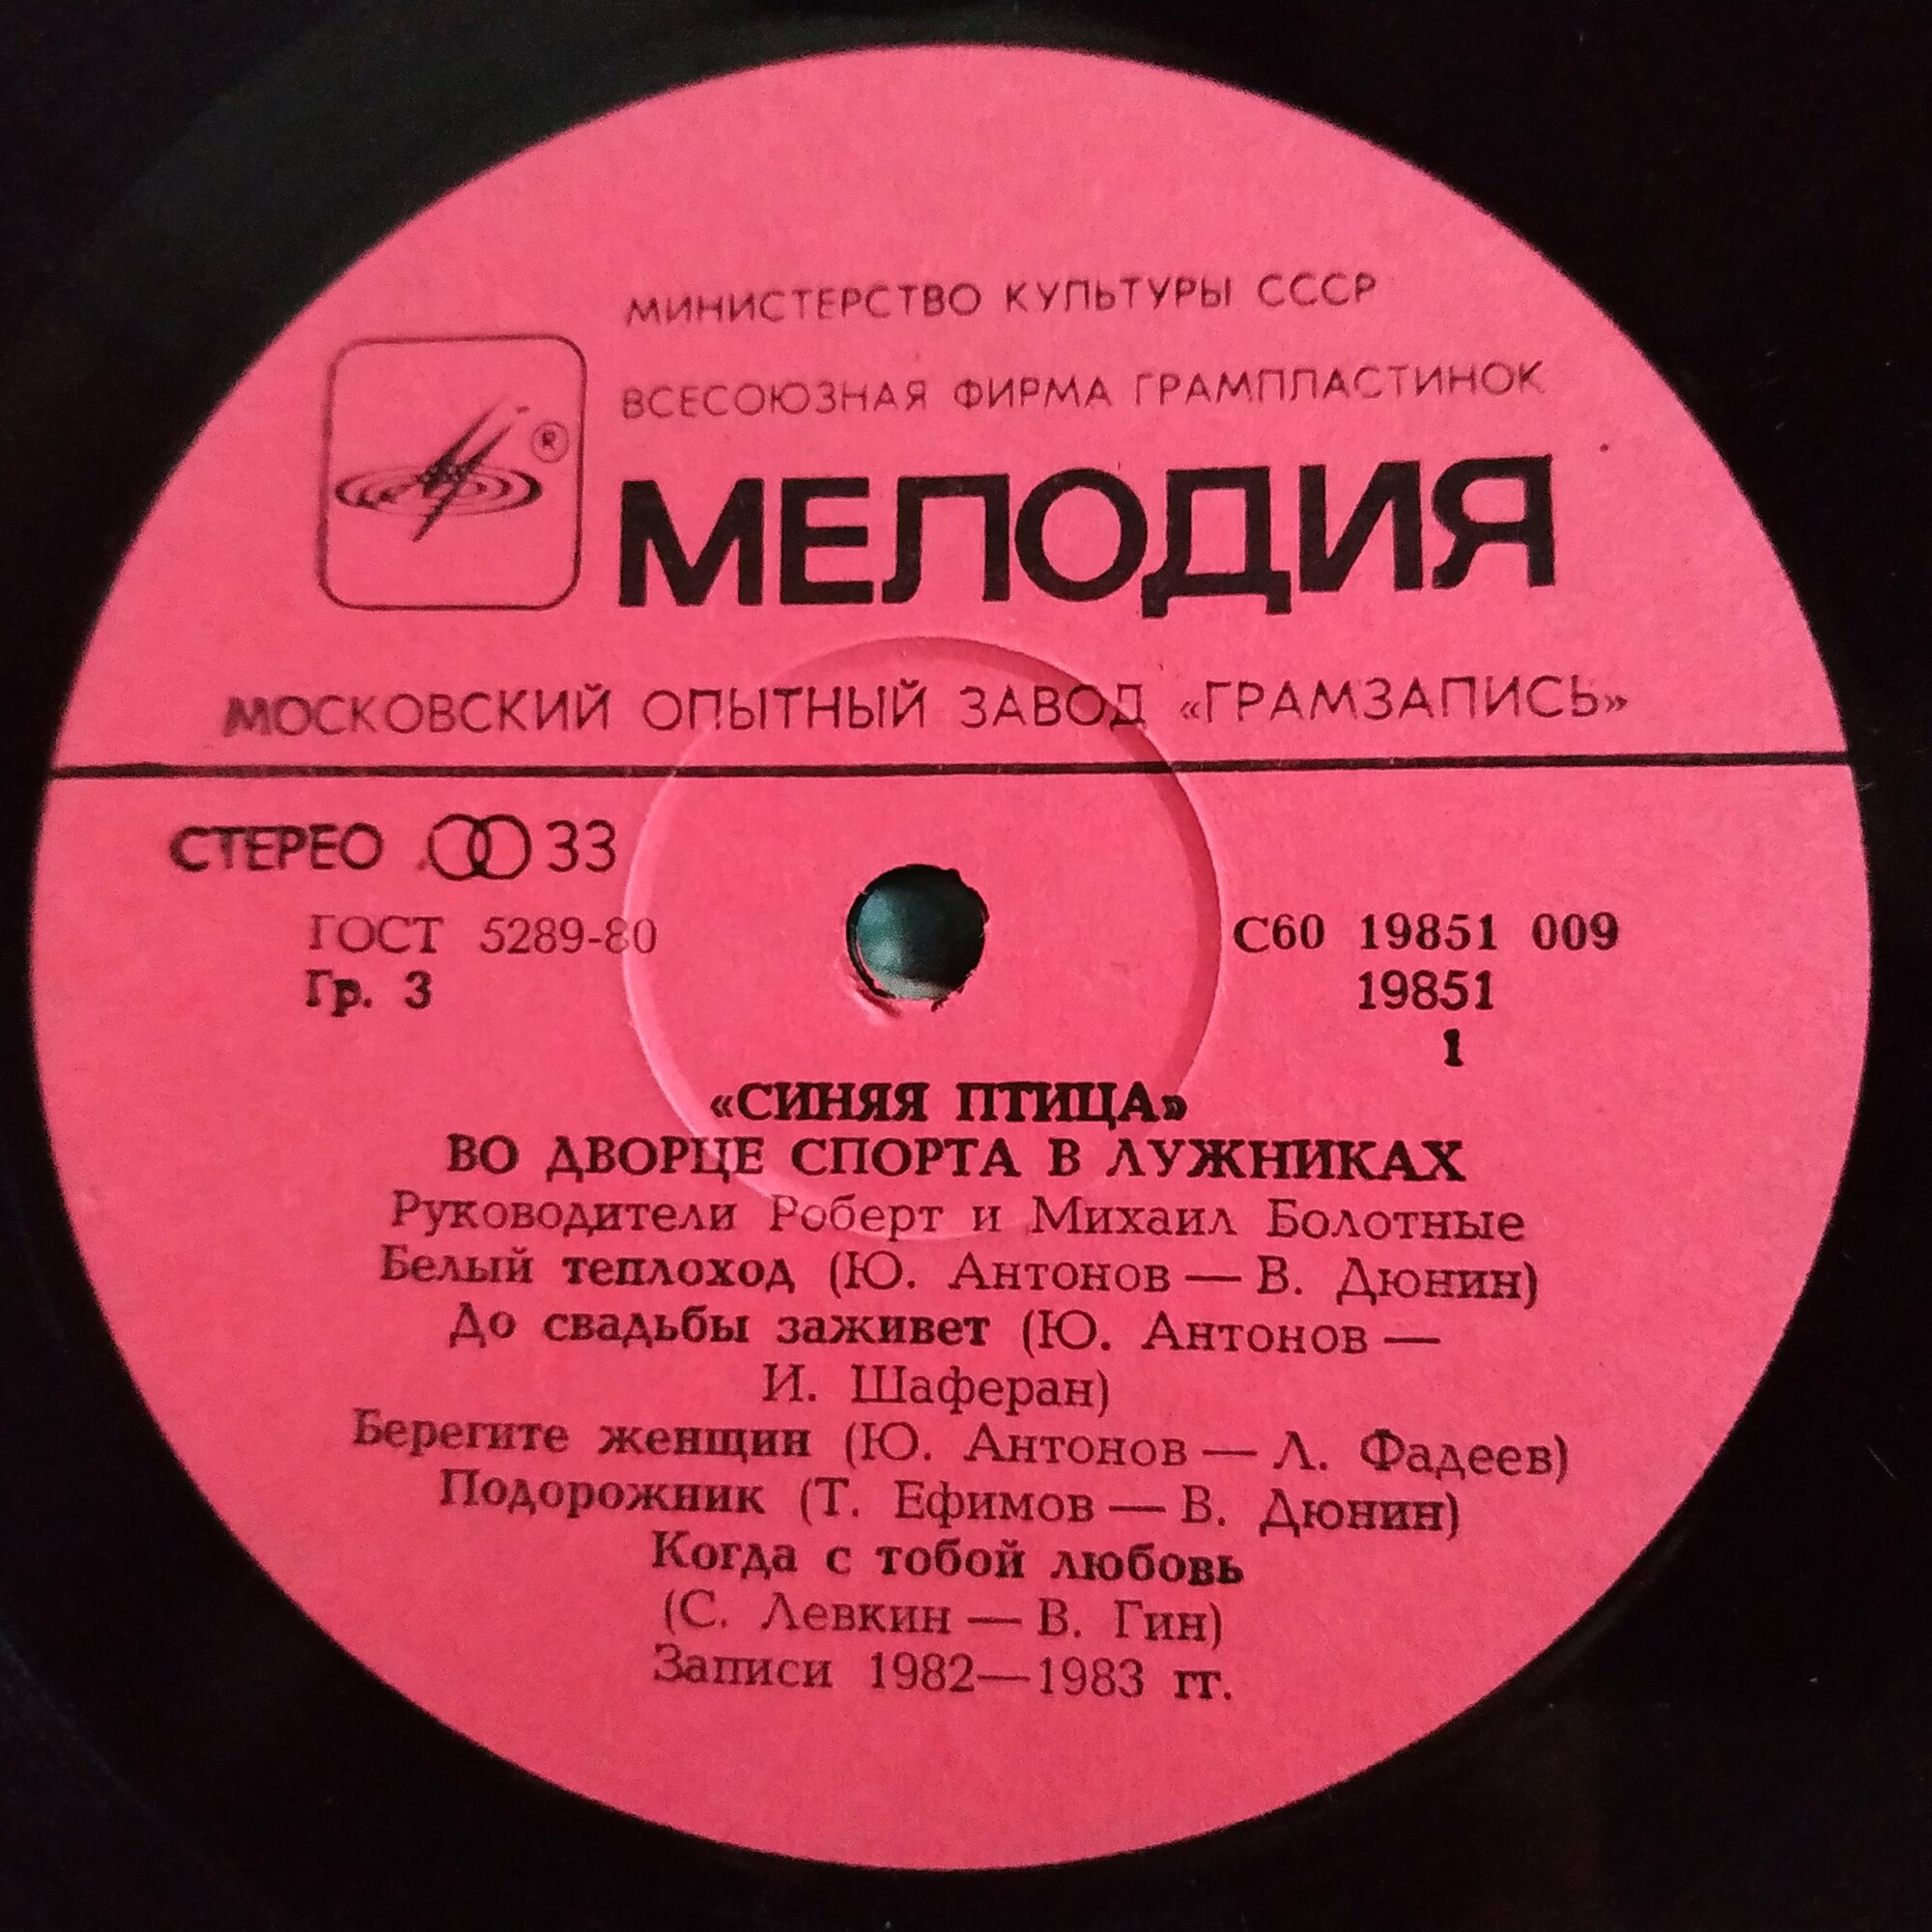 МИНИСТЕРСТВО КУЛЬТУРЫ СССР
ВСЕСОЮЗНАЯ ФИРМА ГРАМПЛАСТИНОК
®
МЕЛОДИЯ
МОСКОВСКИЙ ОПЫТНЫЙ ЗАВОД «ГРАМЗАПИСЬ»
СТЕРЕО 33
ГОСТ 5289-80
Гр. 3
С60 19851 009
19851
1
«СИНЯЯ ПТИЦА»
ВО ДВОРЦЕ СПОРТА В ЛУЖНИКАХ
Руководители Роберт и Михаил Болотные
Белый теплоход (Ю. Антонов — В. Дюнин)
До свадьбы заживет (Ю. Антонов —
И. Шаферан)
Берегите женщин (Ю. Антонов — Л. Фадеев)
Подорожник (Т. Ефимов — В. Дюнин)
Когда с тобой любовь
(С. Левкин — В. Гин)
Записи 1982—1983 гг.